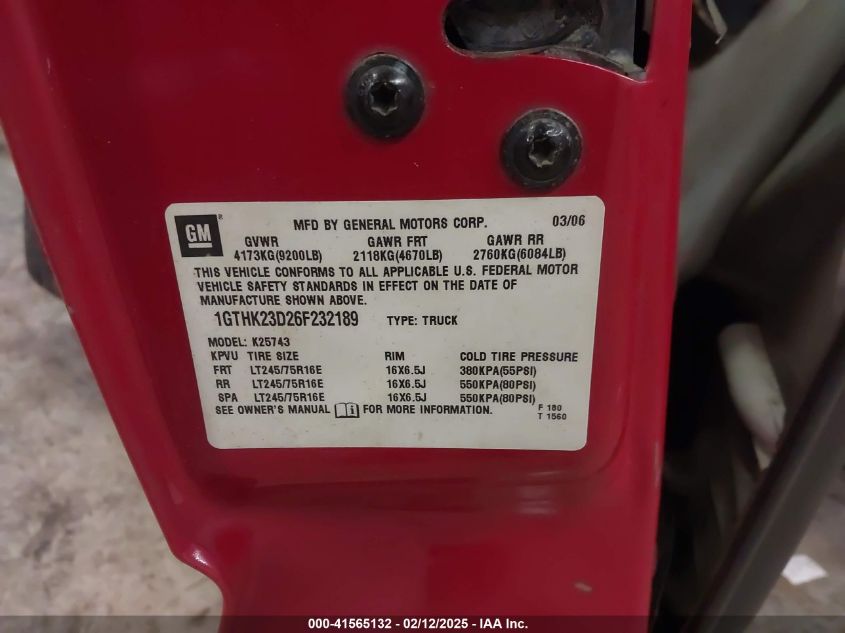 GM ®
MFD BY GENERAL MOTORS CORP. 03/06
GVWR GAWR FRT GAWR RR
4173KG(9200LB) 2118KG(4670LB) 2760KG(6084LB)
THIS VEHICLE CONFORMS TO ALL APPLICABLE U.S. FEDERAL MOTOR
VEHICLE SAFETY STANDARDS IN EFFECT ON THE DATE OF
MANUFACTURE SHOWN ABOVE.
1GTHK23D26F232189 TYPE: TRUCK
MODEL: K25743
KPVU TIRE SIZE RIM COLD TIRE PRESSURE
FRT LT245/75R16E 16X6.5J 380KPA(55PSI)
RR LT245/75R16E 16X6.5J 550KPA(80PSI)
SPA LT245/75R16E 16X6.5J 550KPA(80PSI)
SEE OWNER'S MANUAL FOR MORE INFORMATION. F 180
T 1560
000-41565132 - 02/12/2025 - IAA Inc.